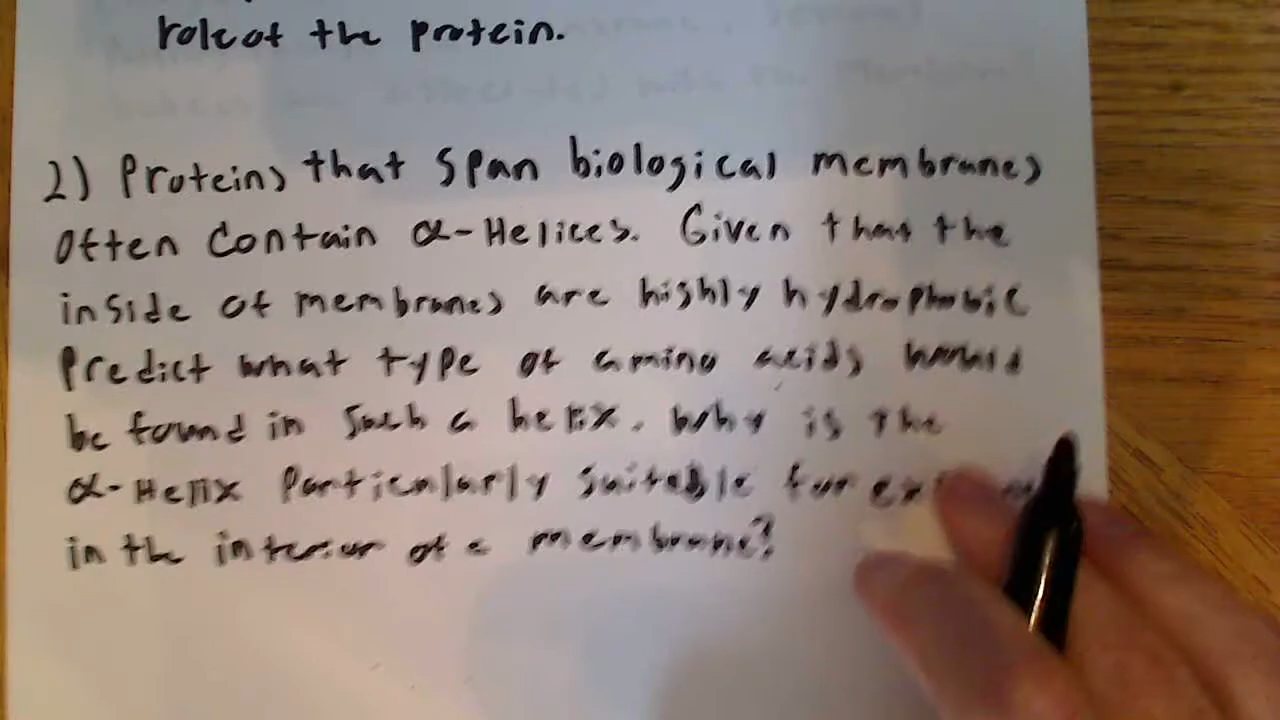 role of the protein.
2) Proteins that span biological membranes
often contain α-Helices. Given that the
inside of membranes are highly hydrophobic
Predict what type of amino acids would
be found in such a helix. Why is the
α-Helix Particularly suitable for
in the interior of a membrane?